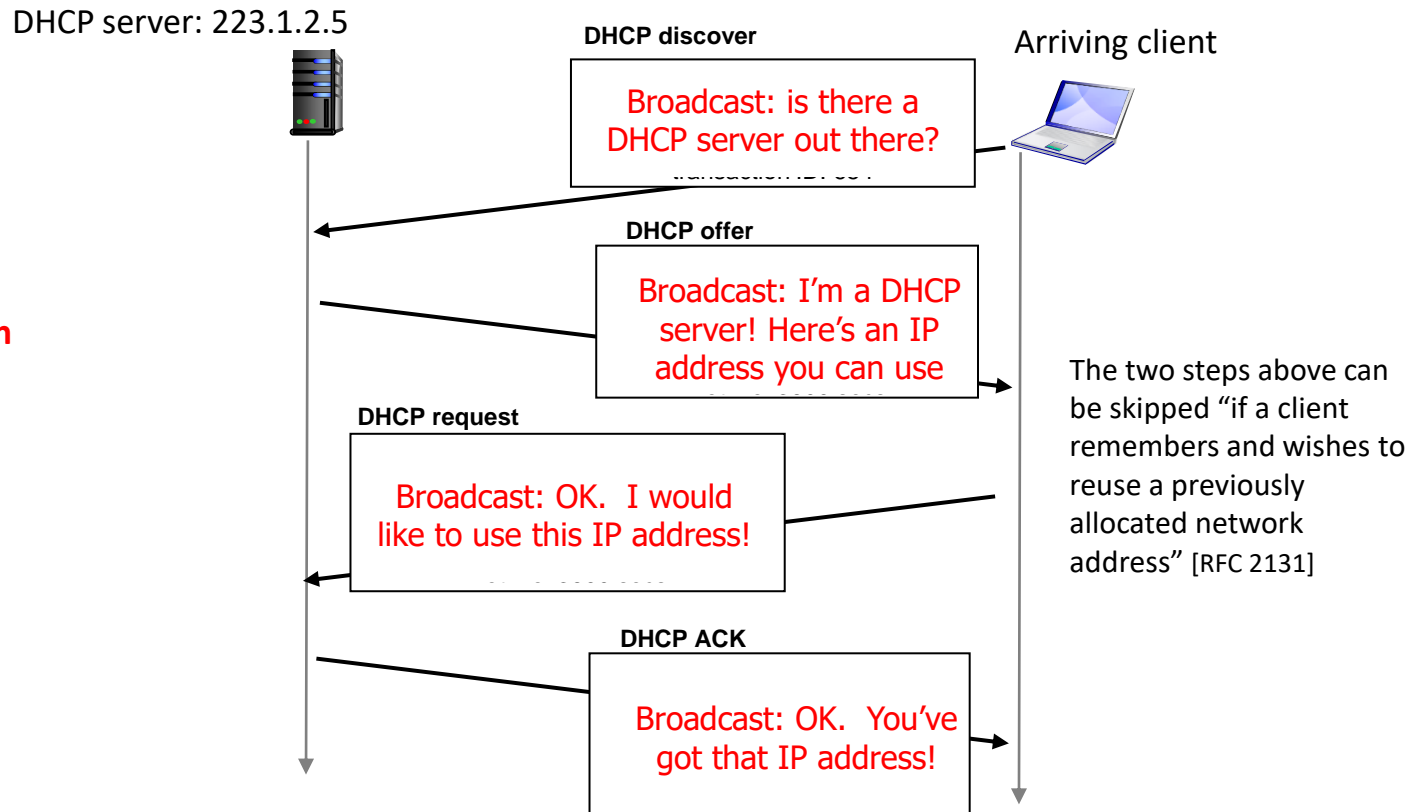 DHCP server: 223.1.2.5
DHCP discover
Arriving client
Broadcast: is there a
DHCP server out there?
DHCP offer
Broadcast: I’m a DHCP
server! Here’s an IP
address you can use
The two steps above can
be skipped “if a client
remembers and wishes to
reuse a previously
allocated network
address” [RFC 2131]
DHCP request
Broadcast: OK.  I would
like to use this IP address!
DHCP ACK
Broadcast: OK.  You’ve
got that IP address!